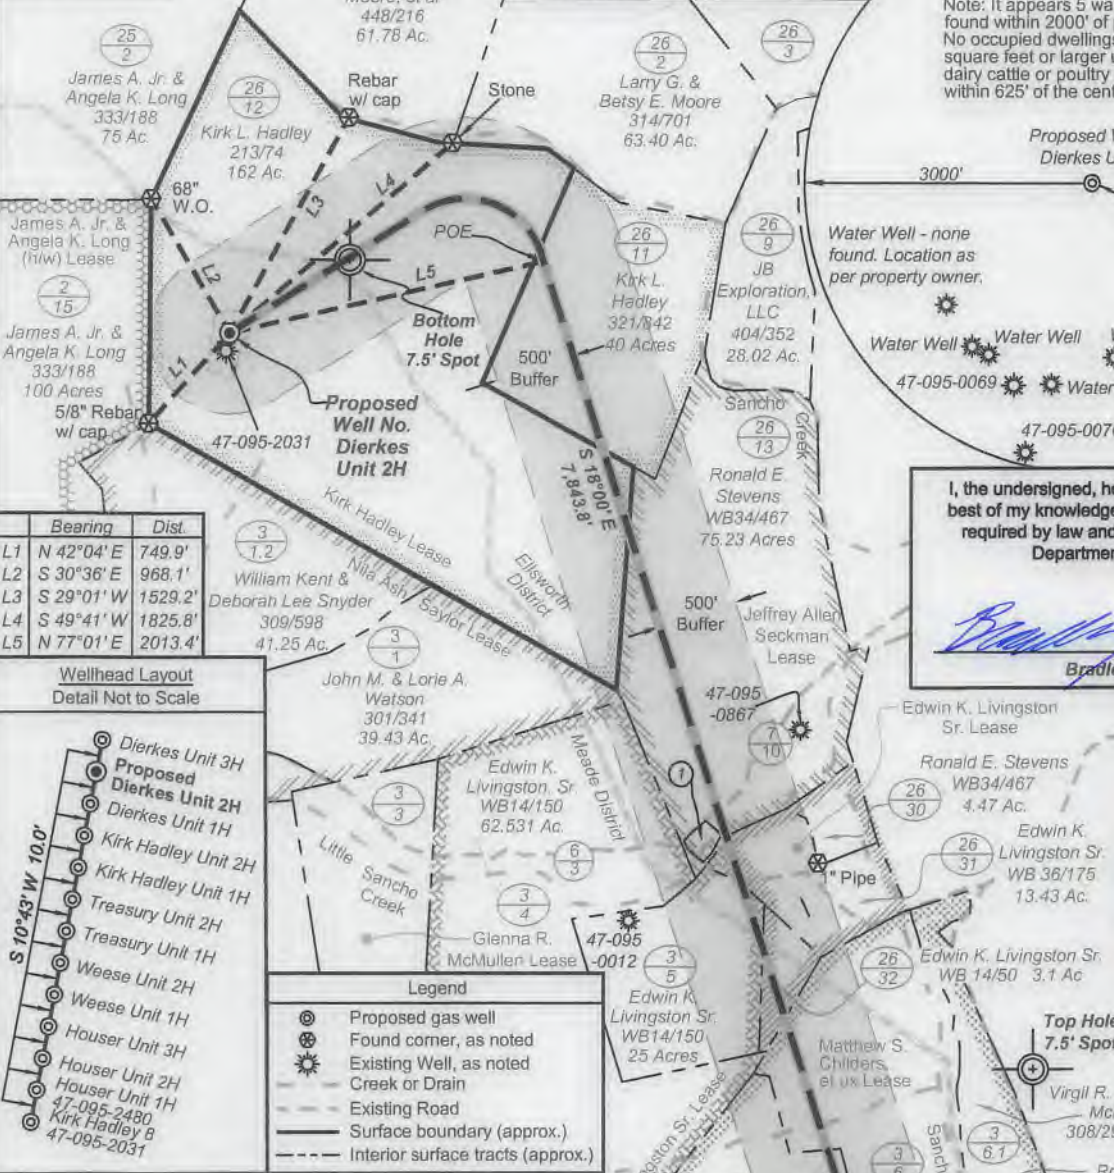 25
2
James A. Jr. &
Angela K. Long
333/188
75 Ac.
26
12
Kirk L. Hadley
213/74
162 Ac.
448/216
61.78 Ac.
Rebar
w/ cap
Stone
26
2
Larry G. &
Betsy E. Moore
314/701
63.40 Ac.
26
3
Note: It appears 5
found within 2000' of
No occupied dwellings
square feet or larger
dairy cattle or poultry
within 625' of the
Proposed
Dierkes
3000'
68"
W.O.
James A. Jr. &
Angela K. Long
(h/w) Lease
2
15
James A. Jr. &
Angela K. Long
333/188
100 Acres
5/8" Rebar
w/ cap
L1
L2
L3
L4
L5
POE
Bottom
Hole
7.5' Spot
500'
Buffer
47-095-2031
Proposed
Well No.
Dierkes
Unit 2H
26
11
Kirk L.
Hadley
321/842
40 Acres
26
9
JB
Exploration,
LLC
404/352
28.02 Ac.
Water Well - none
found. Location as
per property owner.
Water Well
Water Well
47-095-0069
Water
47-095-007
Sancho
Creek
26
13
Ronald E.
Stevens
WB34/467
75.23 Acres
S 18°00' E
7,843.8'
Kirk Hadley Lease
Nila Ash Saylor Lease
Ellsworth
District
I, the undersigned,
best of my knowledge
required by law and
Bearing Dist.
L1 N 42°04' E 749.9'
L2 S 30°36' E 968.1'
L3 S 29°01' W 1529.2'
L4 S 49°41' W 1825.8'
L5 N 77°01' E 2013.4'
3
1.2
William Kent &
Deborah Lee Snyder
309/598
41.25 Ac.
3
1
John M. & Lorie A.
Watson
301/341
39.43 Ac.
500'
Buffer
Jeffrey Allen
Seckman
Lease
47-095
-0867
7
10
1
Edwin K. Livingston
Sr. Lease
Ronald E. Stevens
WB34/467
4.47 Ac.
26
30
26
31
Edwin K.
Livingston Sr.
WB 36/175
13.43 Ac.
Wellhead Layout
Detail Not to Scale
Dierkes Unit 3H
Proposed
Dierkes Unit 2H
Dierkes Unit 1H
Kirk Hadley Unit 2H
Kirk Hadley Unit 1H
Treasury Unit 2H
Treasury Unit 1H
Weese Unit 2H
Weese Unit 1H
Houser Unit 3H
Houser Unit 2H
Houser Unit 1H
47-095-2480
Kirk Hadley 8
47-095-2031
S 10°43' W 10.0'
3
3
Little
Sancho
Creek
Edwin K.
Livingston, Sr.
WB14/150
62.531 Ac.
Meade District
6
3
3
4
Glenna R.
McMullen Lease
47-095
-0012
3
5
Edwin K.
Livingston Sr.
WB14/150
25 Acres
" Pipe
26
32
Edwin K. Livingston Sr.
WB 14/50 3.1 Ac
Matthew S.
Childers,
et ux Lease
Top Hole
7.5' Spot
Virgil R.
308/
3
6.1
Sr. Lease
Legend
Proposed gas well
Found corner, as noted
Existing Well, as noted
Creek or Drain
Existing Road
Surface boundary (approx.)
Interior surface tracts (approx.)